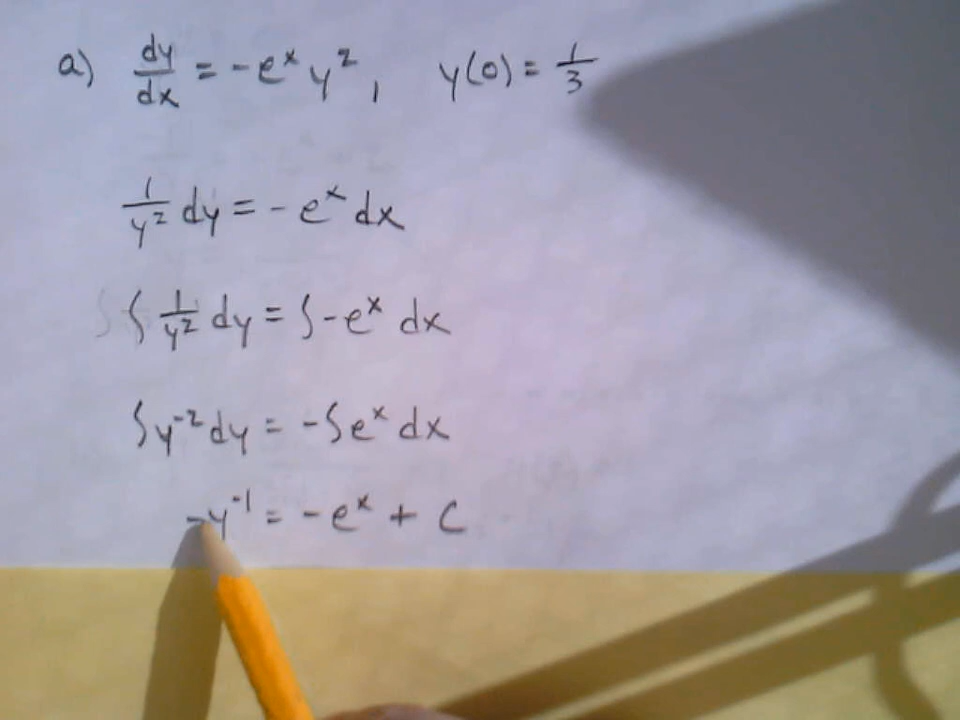 a) dy/dx = -e^x y^2, y(0) = 1/3
1/y^2 dy = -e^x dx
∫ 1/y^2 dy = ∫ -e^x dx
∫ y^-2 dy = -∫ e^x dx
-y^-1 = -e^x + C